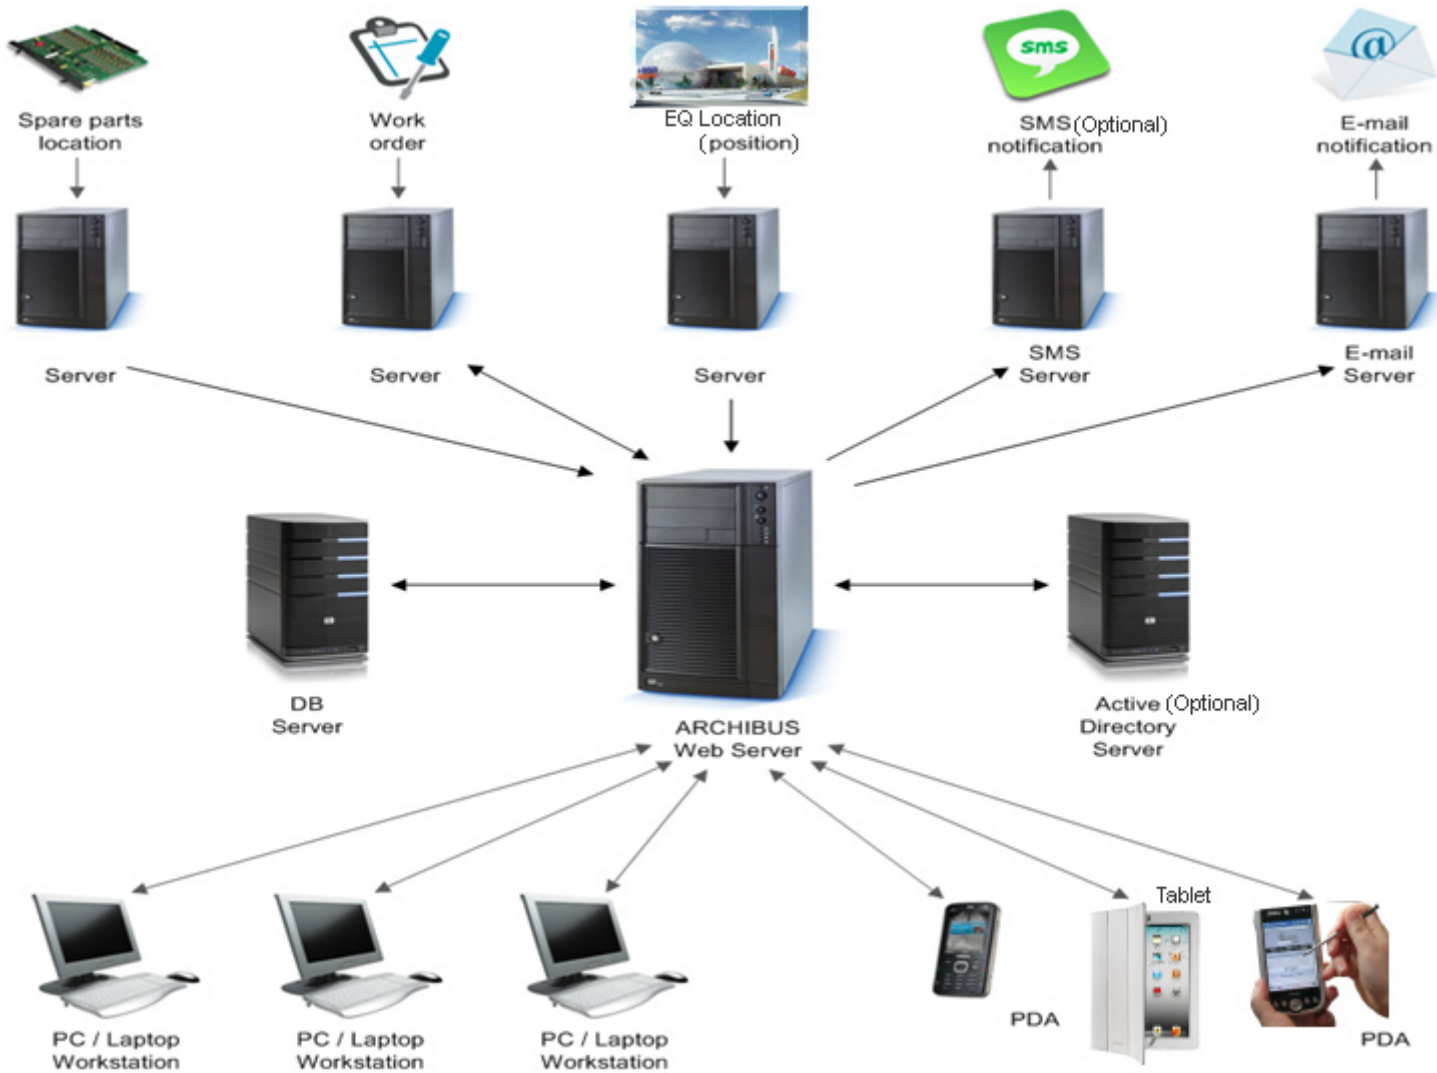 Spare parts
location
Work
order
EQ Location
(position)
sms
SMS (Optional)
notification
@
E-mail
notification
Server
Server
Server
SMS
Server
E-mail
Server
DB
Server
ARCHIBUS
Web Server
Active (Optional)
Directory
Server
PC / Laptop
Workstation
PC / Laptop
Workstation
PC / Laptop
Workstation
PDA
Tablet
PDA